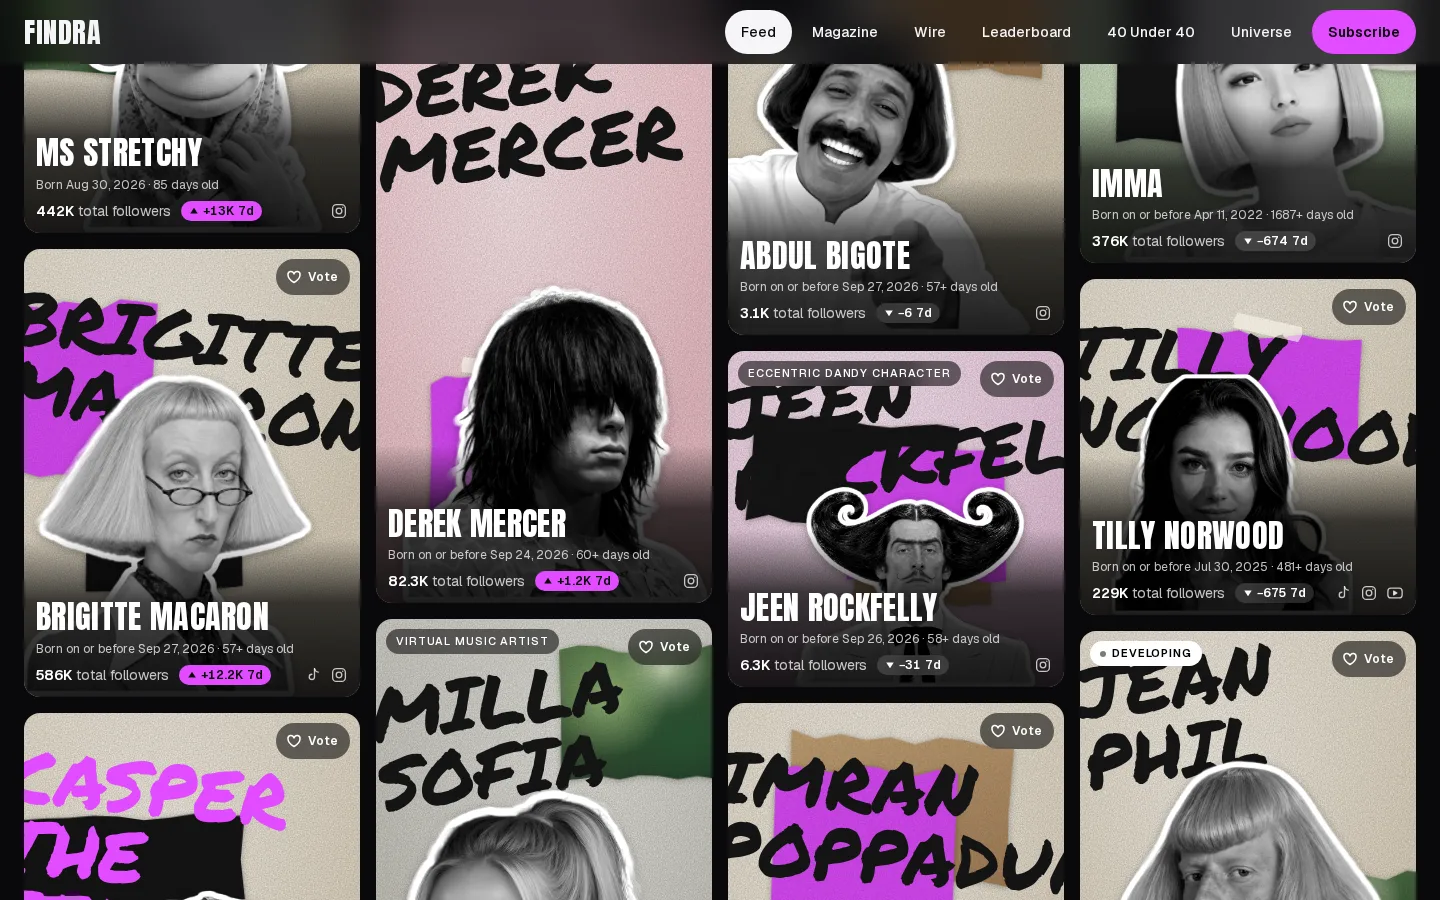 FINDRA
Feed
Magazine
Wire
Leaderboard
40 Under 40
Universe
Subscribe
MS STRETCHY
Born Aug 30, 2026 · 85 days old
442K total followers
+13K 7d
Vote
BRIGITTE
MA RON
BRIGITTE MACARON
Born on or before Sep 27, 2026 · 57+ days old
586K total followers
+12.2K 7d
Vote
CASPER
THE
DEREK
MERCER
DEREK MERCER
Born on or before Sep 24, 2026 · 60+ days old
82.3K total followers
+1.2K 7d
VIRTUAL MUSIC ARTIST
Vote
MILLA
SOFIA
ABDUL BIGOTE
Born on or before Sep 27, 2026 · 57+ days old
3.1K total followers
−6 7d
ECCENTRIC DANDY CHARACTER
Vote
JEEN
CKFEL
JEEN ROCKFELLY
Born on or before Sep 26, 2026 · 58+ days old
6.3K total followers
−31 7d
Vote
IMRAN
POPPADU
IMMA
Born on or before Apr 11, 2022 · 1687+ days old
376K total followers
−674 7d
Vote
TILLY
NO WOOD
TILLY NORWOOD
Born on or before Jul 30, 2025 · 481+ days old
229K total followers
−675 7d
DEVELOPING
Vote
JEAN
PHIL